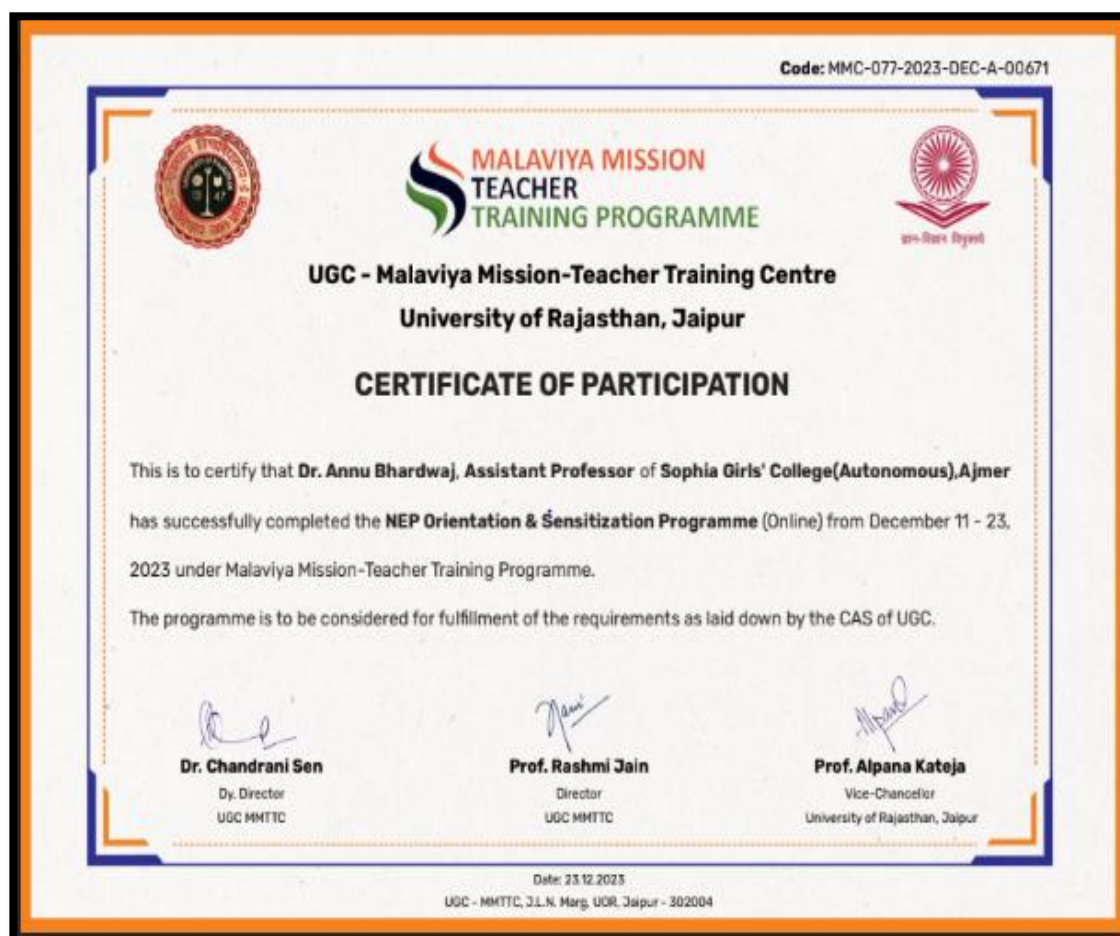 Code: MMC-077-2023-DEC-A-00671
MALAVIYA MISSION
TEACHER
TRAINING PROGRAMME
ज्ञान-विज्ञान विमुक्तये
UGC - Malaviya Mission-Teacher Training Centre
University of Rajasthan, Jaipur
CERTIFICATE OF PARTICIPATION
This is to certify that Dr. Annu Bhardwaj, Assistant Professor of Sophia Girls' College(Autonomous),Ajmer
has successfully completed the NEP Orientation & Sensitization Programme (Online) from December 11 - 23,
2023 under Malaviya Mission-Teacher Training Programme.
The programme is to be considered for fulfillment of the requirements as laid down by the CAS of UGC.
Dr. Chandrani Sen
Dy. Director
UGC MMTTC
Prof. Rashmi Jain
Director
UGC MMTTC
Prof. Alpana Kateja
Vice-Chancellor
University of Rajasthan, Jaipur
Date: 23.12.2023
UGC - MMTTC, J.L.N. Marg, UOR, Jaipur - 302004